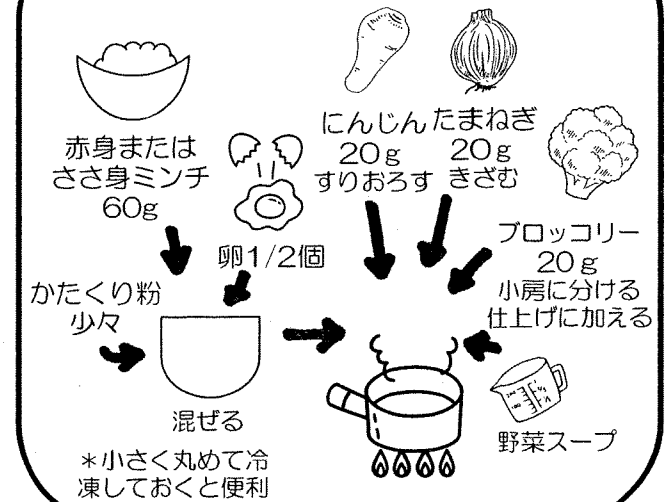 赤身または
ささ身ミンチ
60g
卵1/2個
かたくり粉
少々
混ぜる
＊小さく丸めて冷
凍しておくと便利
にんじん
20g
すりおろす
たまねぎ
20g
きざむ
ブロッコリー
20g
小房に分ける
仕上げに加える
野菜スープ